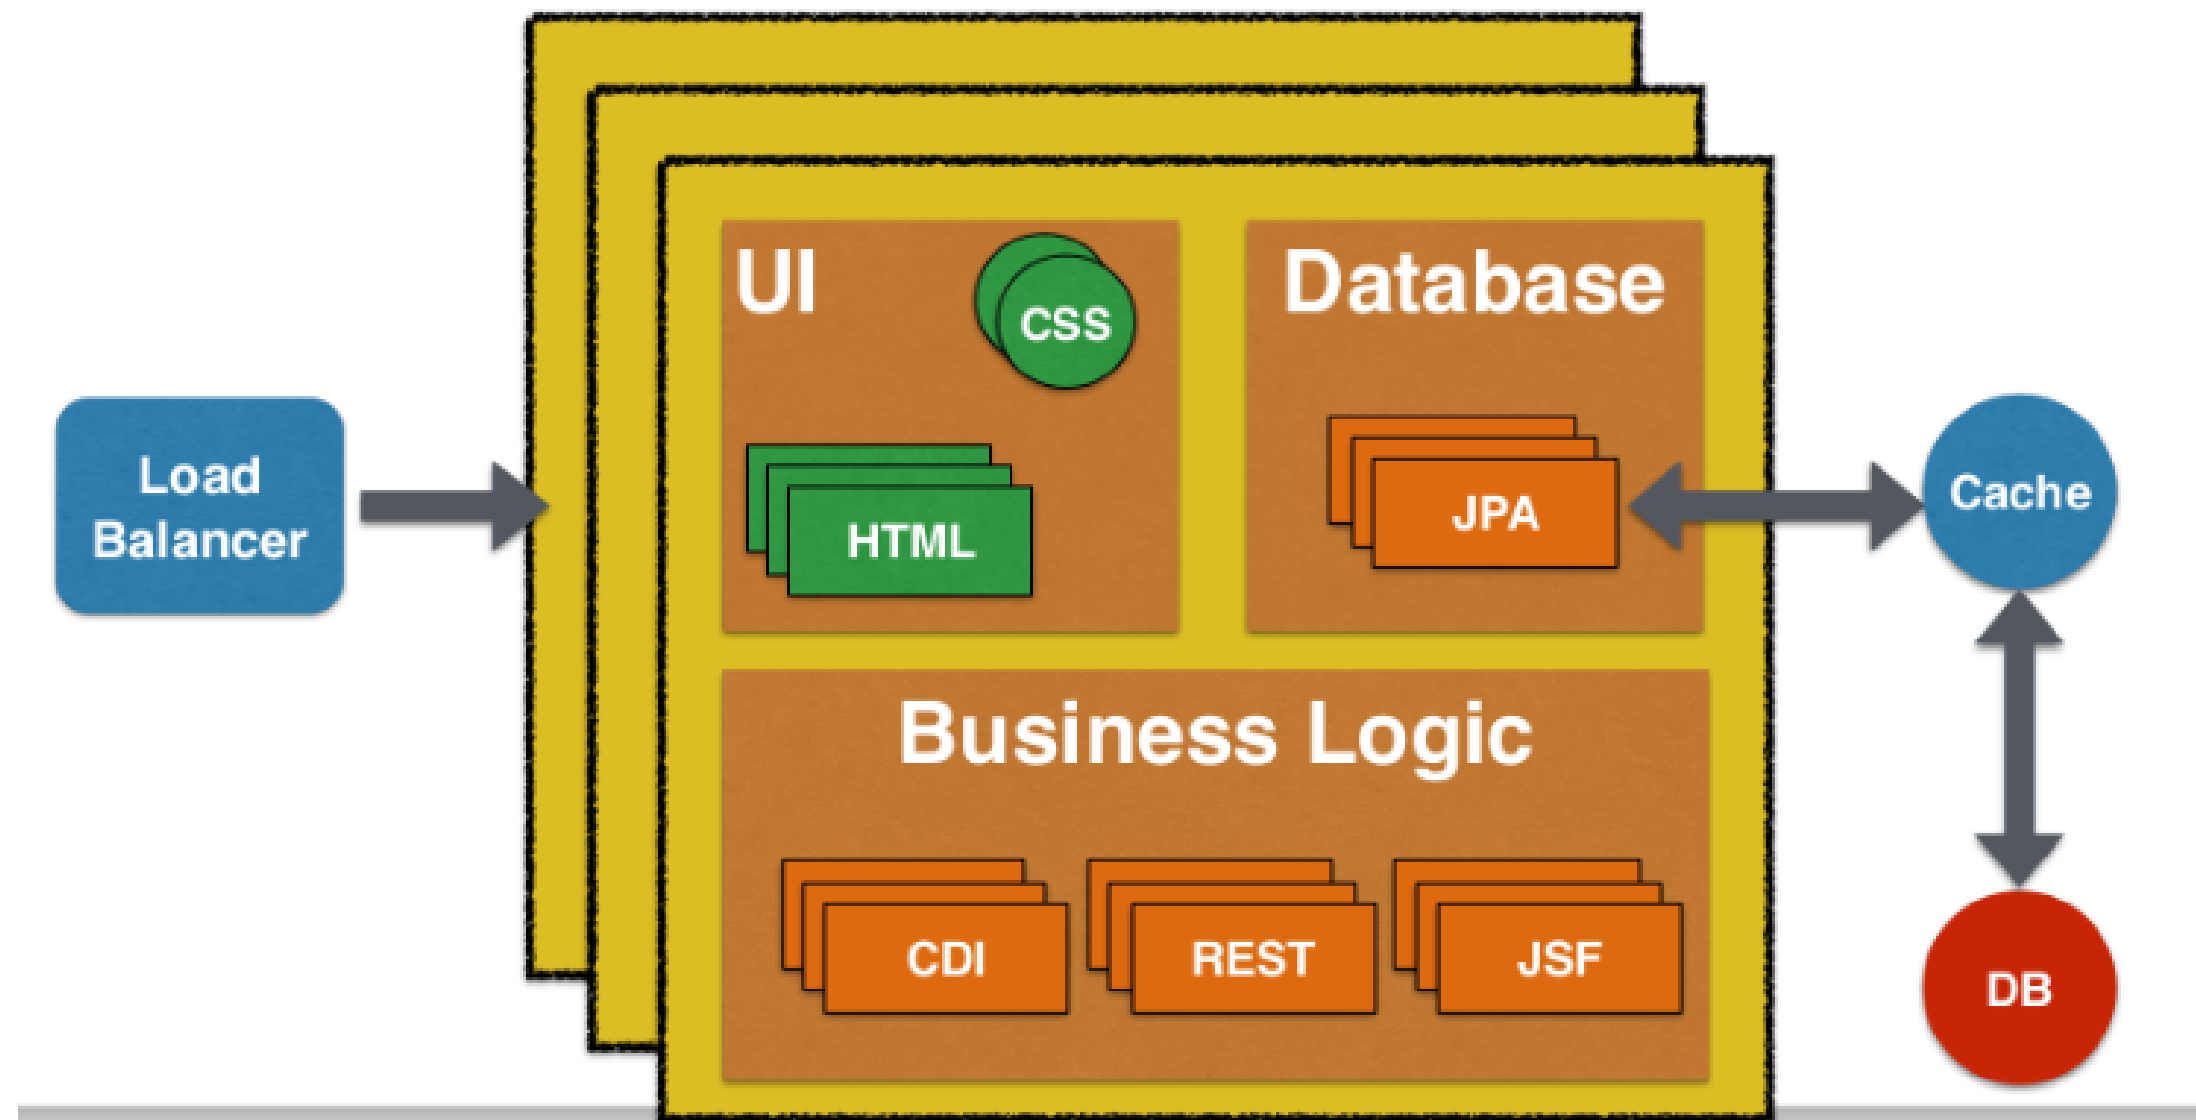 UI
CSS
Database
Load
Balancer
HTML
JPA
Cache
Business Logic
CDI
REST
JSF
DB